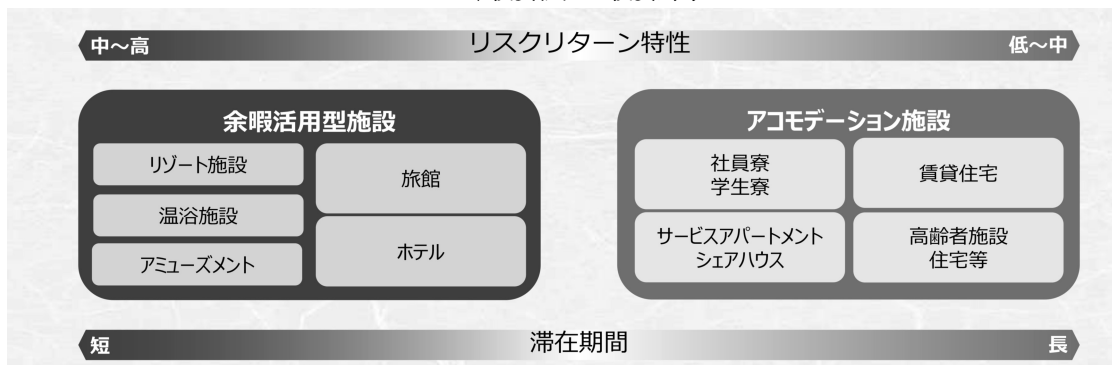 中～高
リスクリターン特性
低～中
余暇活用型施設
リゾート施設
温浴施設
アミューズメント
旅館
ホテル
アコモデーション施設
社員寮
学生寮
賃貸住宅
サービスアパートメント
シェアハウス
高齢者施設
住宅等
短
滞在期間
長